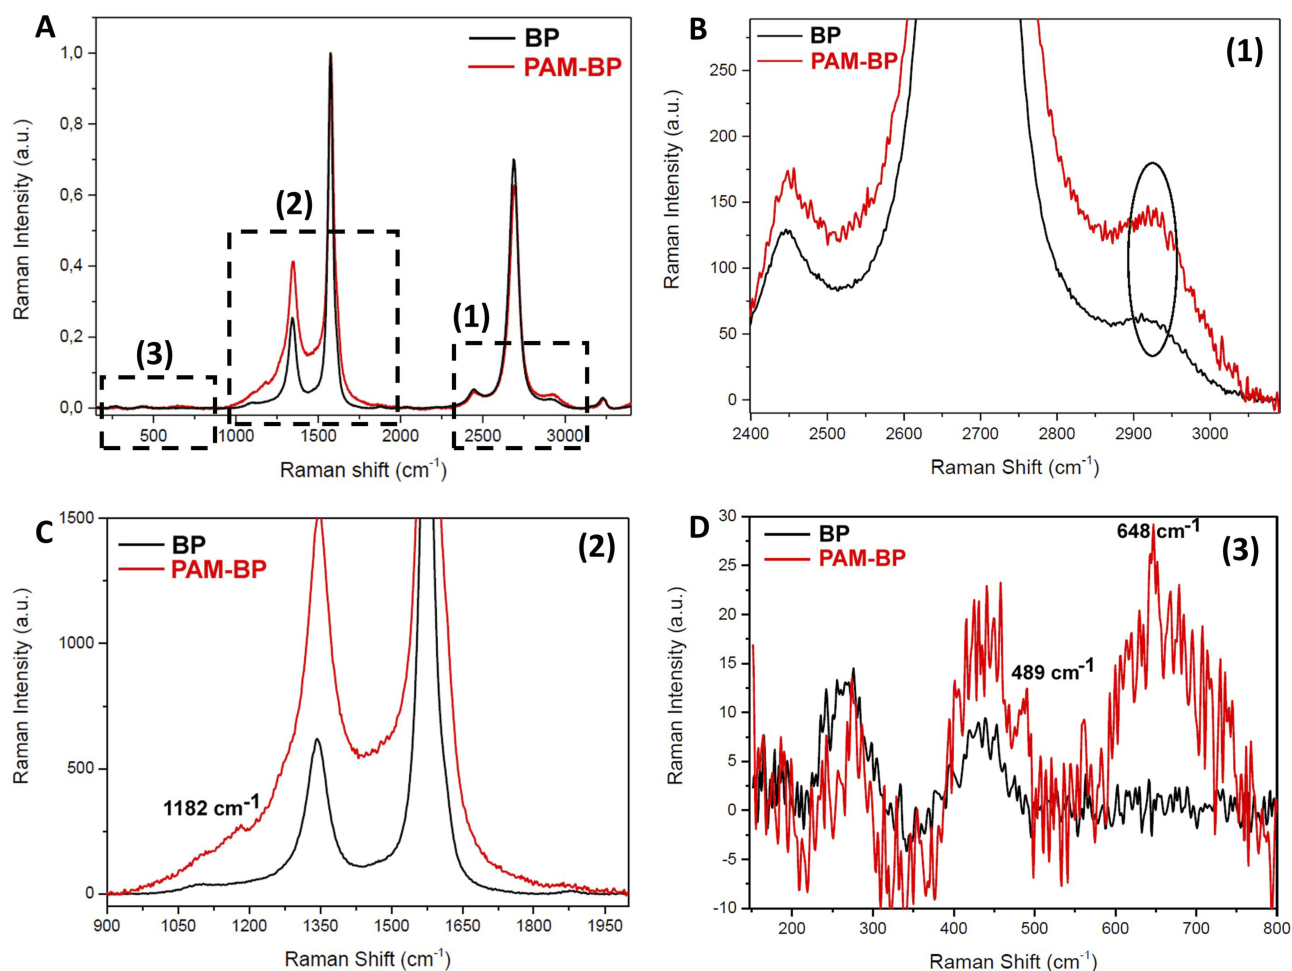 A
BP
PAM-BP
1,0
0,8
0,6
0,4
0,2
0,0
(2)
(1)
(3)
500
1000
1500
2000
2500
3000
Raman Intensity (a.u.)
Raman shift (cm-1)
B
BP
PAM-BP
(1)
250
200
150
100
50
0
2400
2500
2600
2700
2800
2900
3000
Raman Intensity (a.u.)
Raman Shift (cm-1)
C
BP
PAM-BP
(2)
1500
1000
500
0
1182 cm-1
900
1050
1200
1350
1500
1650
1800
1950
Raman Intensity (a.u.)
Raman Shift (cm-1)
D
BP
PAM-BP
648 cm-1
(3)
489 cm-1
30
25
20
15
10
5
0
-5
-10
200
300
400
500
600
700
800
Raman Intensity (a.u.)
Raman Shift (cm-1)